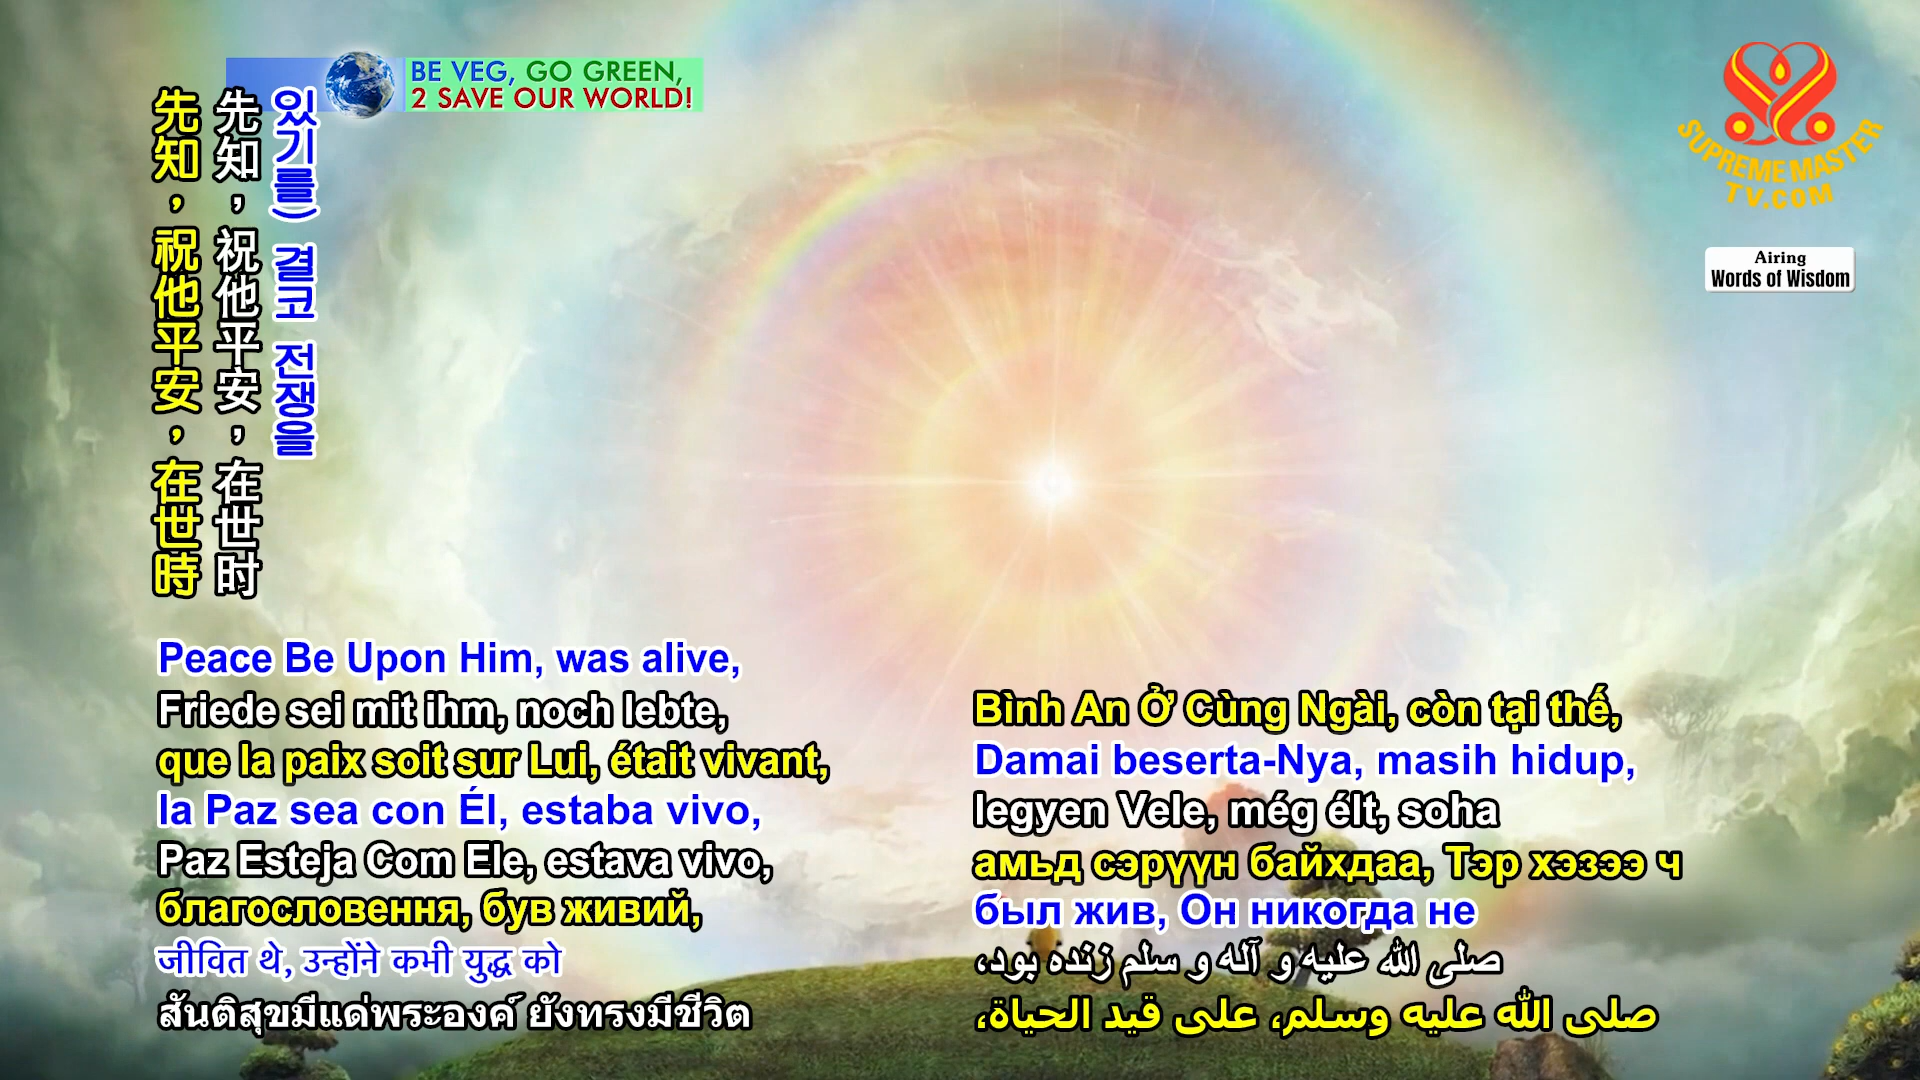 BE VEG, GO GREEN,
2 SAVE OUR WORLD!
SUPREME MASTER
TV.COM
Airing
Words of Wisdom
있기를) 결코 전쟁을
先知，祝他平安，在世时
先知，祝他平安，在世時
Peace Be Upon Him, was alive,
Friede sei mit ihm, noch lebte,
que la paix soit sur Lui, était vivant,
la Paz sea con Él, estaba vivo,
Paz Esteja Com Ele, estava vivo,
благословення, був живий,
जीवित थे, उन्होंने कभी युद्ध को
สันติสุขมีแด่พระองค์ ยังทรงมีชีวิต
Bình An Ở Cùng Ngài, còn tại thế,
Damai beserta-Nya, masih hidup,
legyen Vele, még élt, soha
амьд сэрүүн байхдаа, Тэр хэзээ ч
был жив, Он никогда не
صلی الله علیه و آله و سلم زنده بود،
صلى الله عليه وسلم، على قيد الحياة،